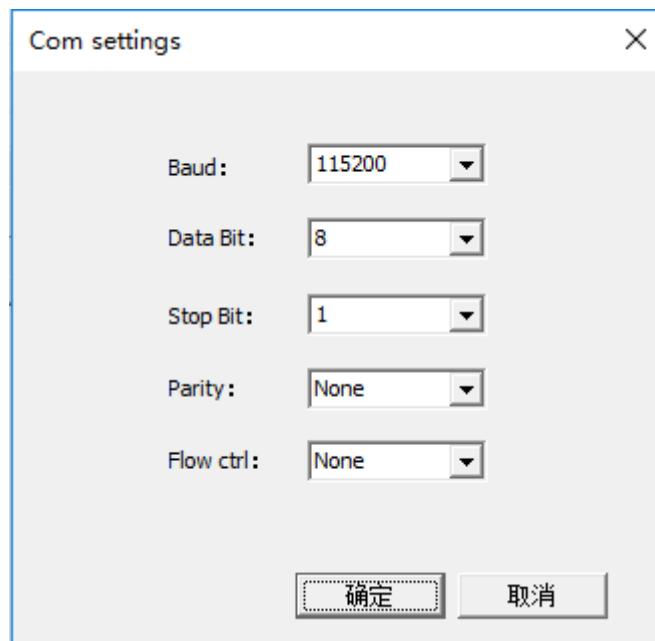 Com settings
Baud: 115200
Data Bit: 8
Stop Bit: 1
Parity: None
Flow ctrl: None
确定 取消